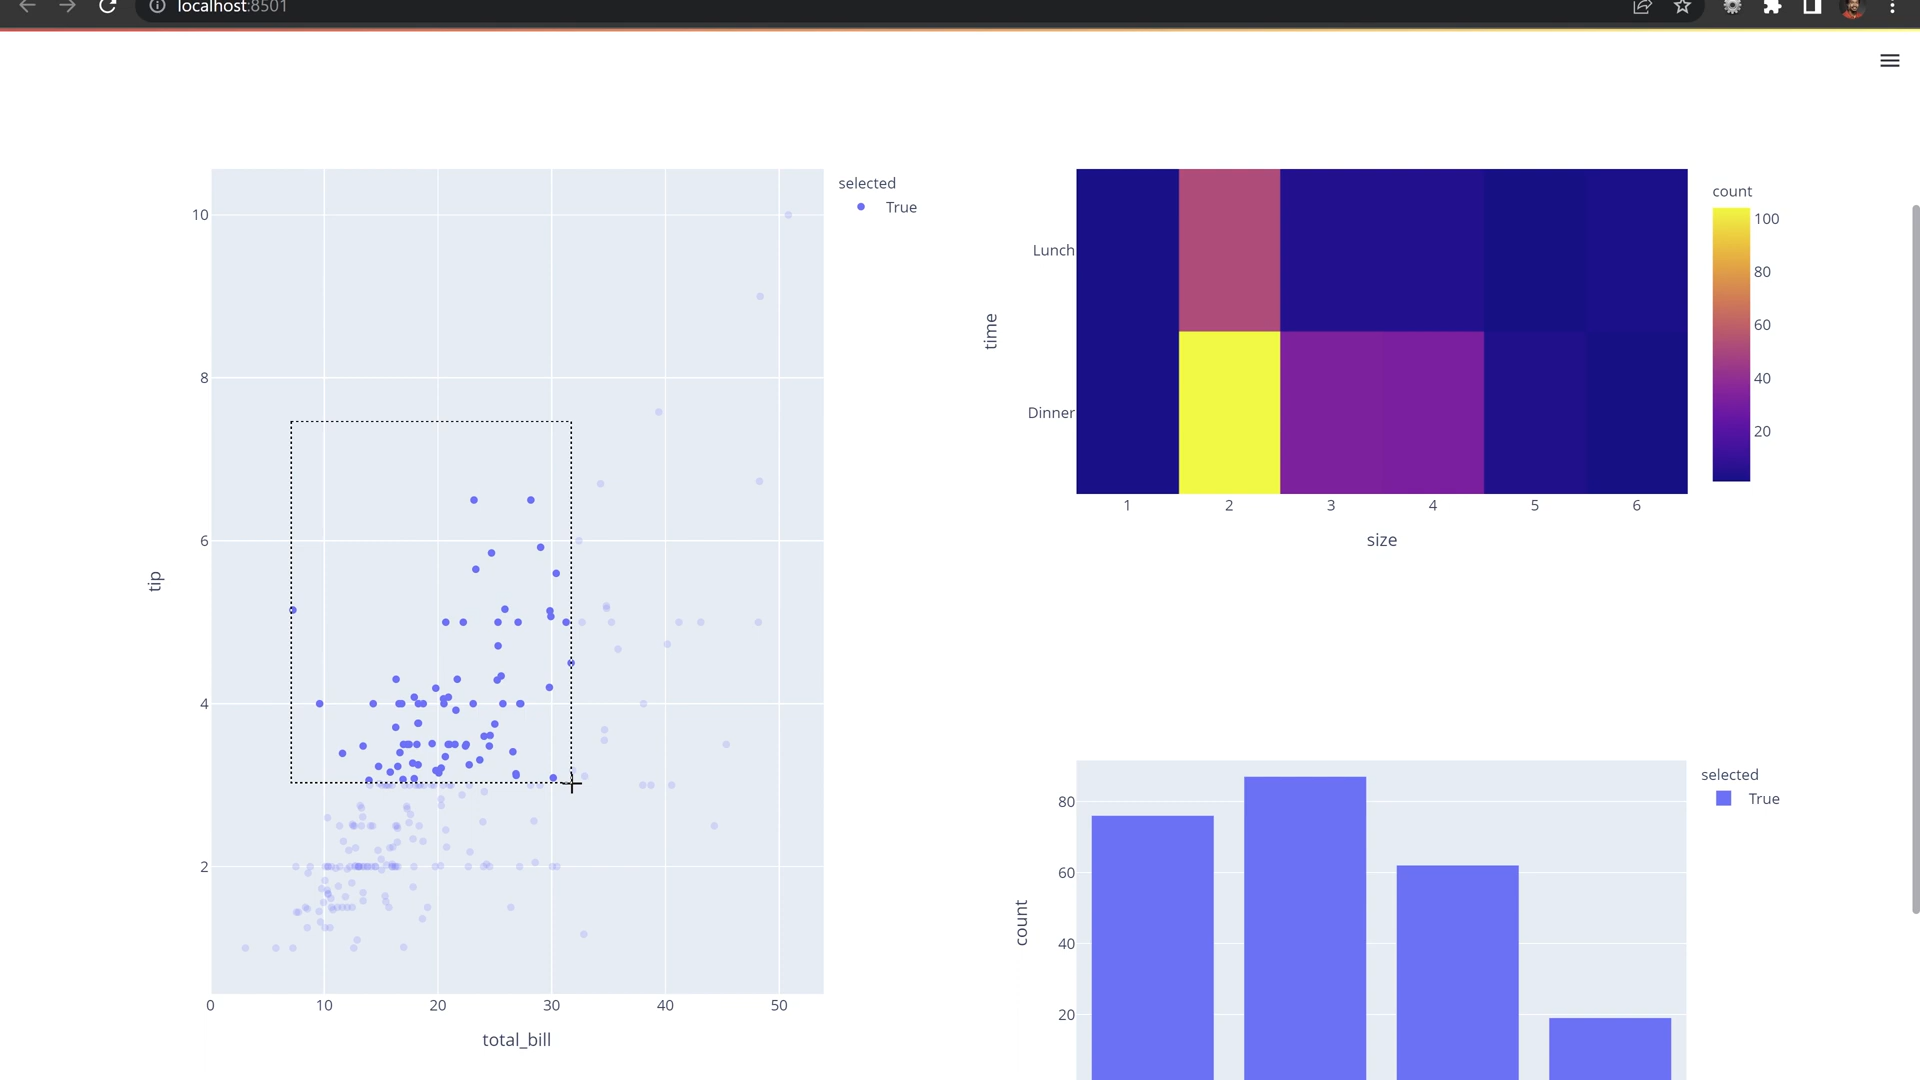 localhost:8501
selected
True
10
8
6
4
2
tip
0 10 20 30 40 50
total_bill
count
100
80
60
40
20
Lunch
Dinner
time
1 2 3 4 5 6
size
selected
True
80
60
40
20
count